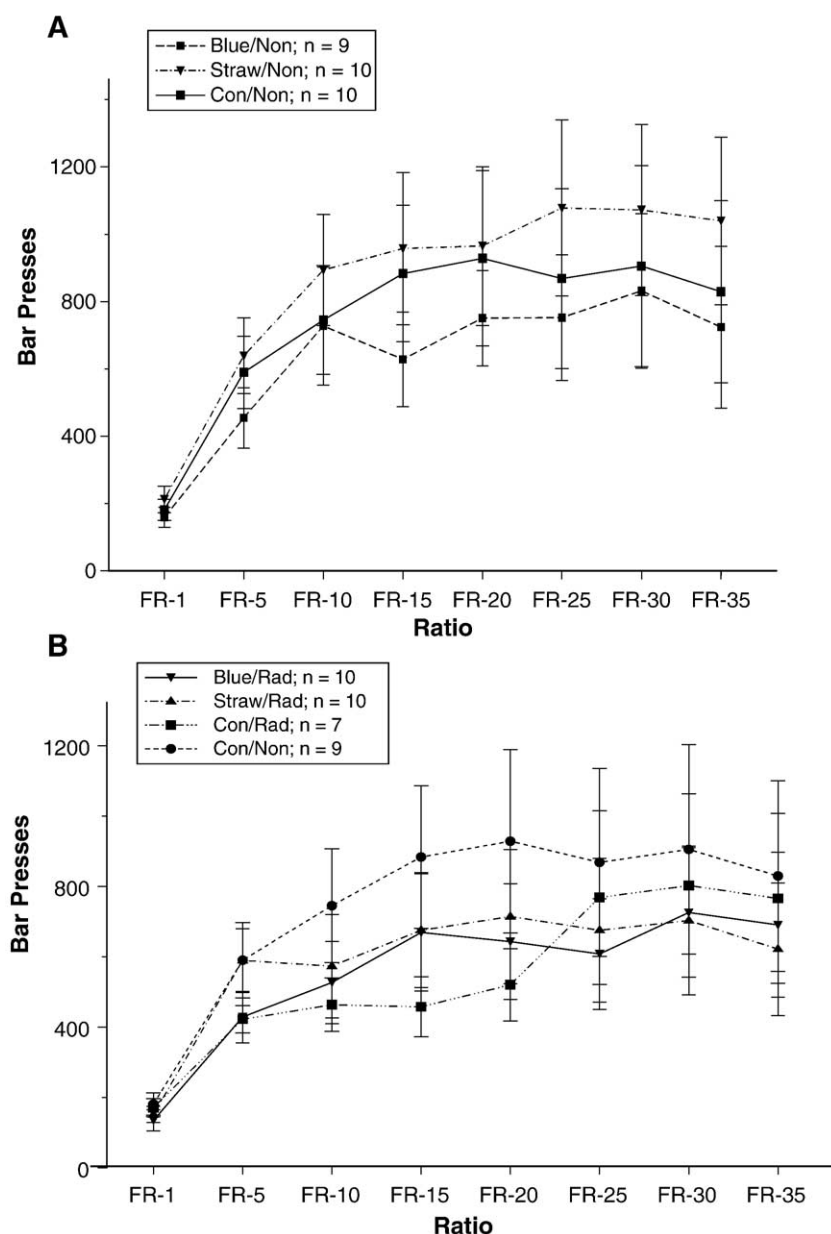 A
Blue/Non; n = 9
Straw/Non; n = 10
Con/Non; n = 10
1200
800
400
0
Bar Presses
FR-1 FR-5 FR-10 FR-15 FR-20 FR-25 FR-30 FR-35
Ratio
B
Blue/Rad; n = 10
Straw/Rad; n = 10
Con/Rad; n = 7
Con/Non; n = 9
1200
800
400
0
Bar Presses
FR-1 FR-5 FR-10 FR-15 FR-20 FR-25 FR-30 FR-35
Ratio